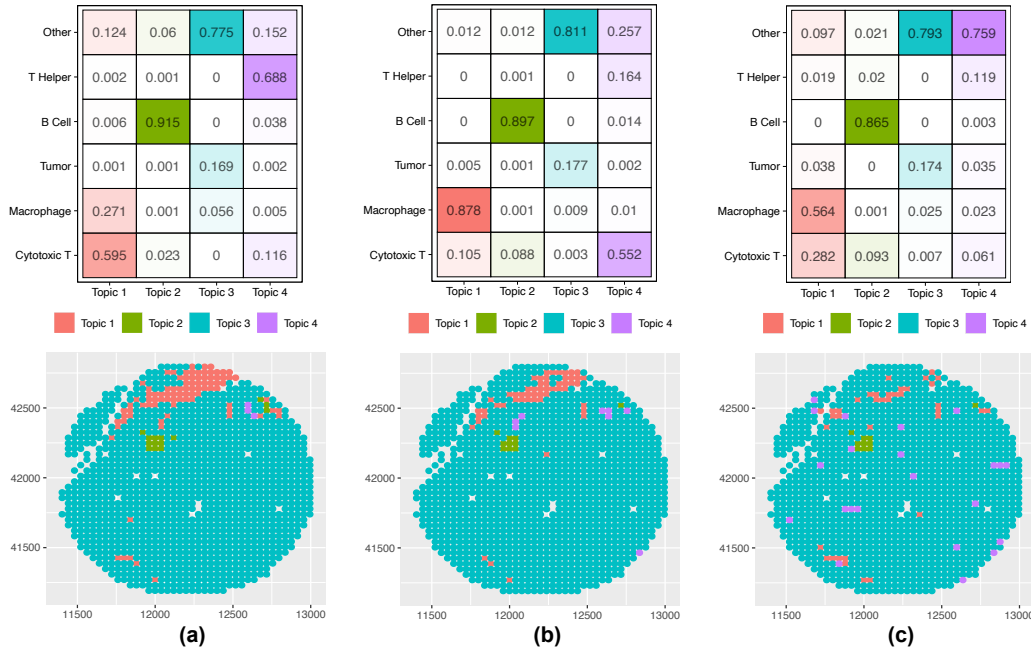 Other 0.124 0.06 0.775 0.152
T Helper 0.002 0.001 0 0.688
B Cell 0.006 0.915 0 0.038
Tumor 0.001 0.001 0.169 0.002
Macrophage 0.271 0.001 0.056 0.005
Cytotoxic T 0.595 0.023 0 0.116
Topic 1 Topic 2 Topic 3 Topic 4
Topic 1 Topic 2 Topic 3 Topic 4
42500
42000
41500
11500 12000 12500 13000
(a)
Other 0.012 0.012 0.811 0.257
T Helper 0 0.001 0 0.164
B Cell 0 0.897 0 0.014
Tumor 0.005 0.001 0.177 0.002
Macrophage 0.878 0.001 0.009 0.01
Cytotoxic T 0.105 0.088 0.003 0.552
Topic 1 Topic 2 Topic 3 Topic 4
Topic 1 Topic 2 Topic 3 Topic 4
42500
42000
41500
11500 12000 12500 13000
(b)
Other 0.097 0.021 0.793 0.759
T Helper 0.019 0.02 0 0.119
B Cell 0 0.865 0 0.003
Tumor 0.038 0 0.174 0.035
Macrophage 0.564 0.001 0.025 0.023
Cytotoxic T 0.282 0.093 0.007 0.061
Topic 1 Topic 2 Topic 3 Topic 4
Topic 1 Topic 2 Topic 3 Topic 4
42500
42000
41500
11500 12000 12500 13000
(c)